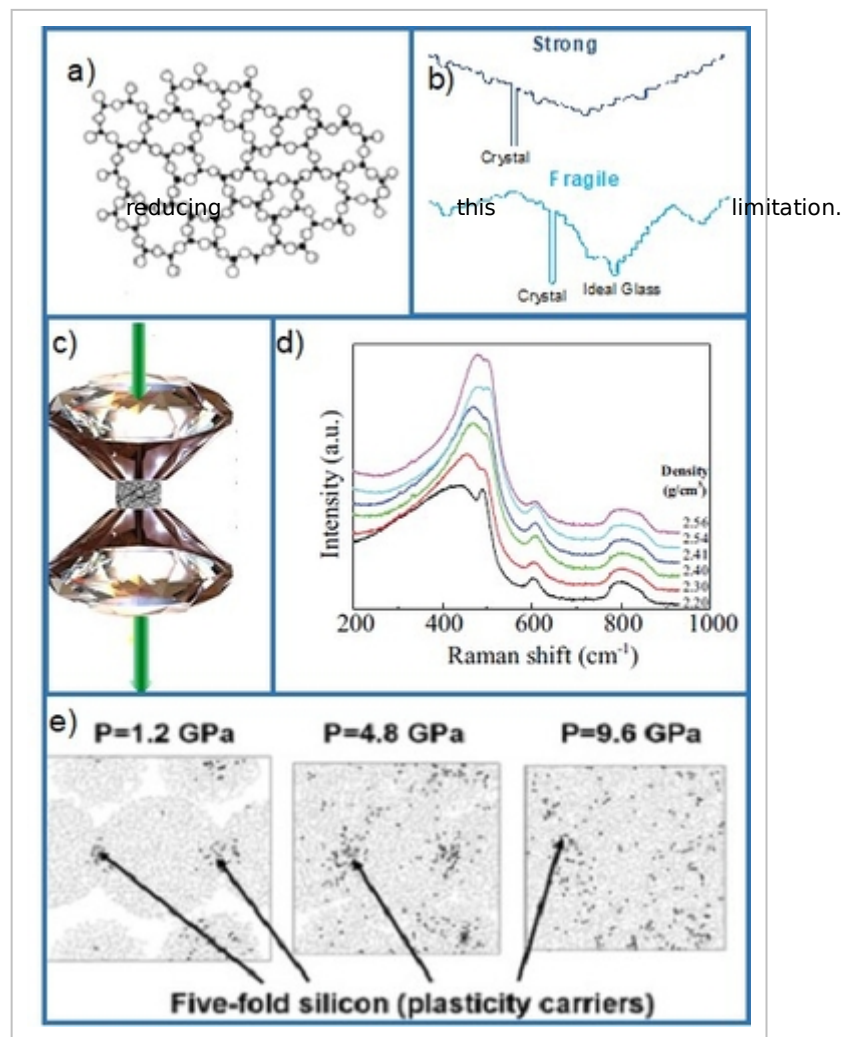 a)
Strong
b)
Crystal
Fragile
reducing this limitation.
Crystal Ideal Glass
c)
d)
Intensity (a.u.)
Density
(g/cm³)
2.56
2.54
2.41
2.40
2.30
2.20
200 400 600 800 1000
Raman shift (cm⁻¹)
e)
P=1.2 GPa P=4.8 GPa P=9.6 GPa
Five-fold silicon (plasticity carriers)